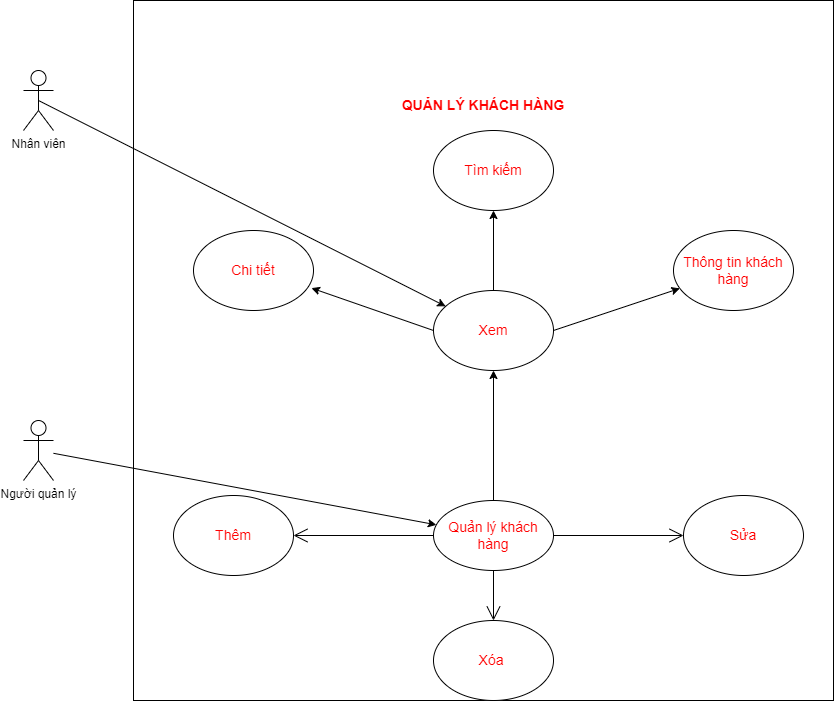 QUẢN LÝ KHÁCH HÀNG
Nhân viên
Tìm kiếm
Chi tiết
Thông tin khách
hàng
Xem
Người quản lý
Thêm
Quản lý khách
hàng
Sửa
Xóa